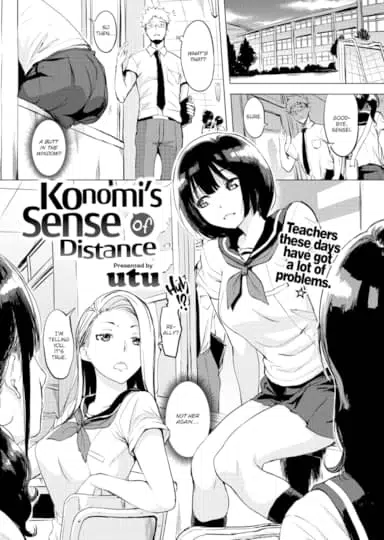 SO
THEN...
WHAT'S
THAT?
A BUTT
IN THE
WINDOW?
SURE.
GOOD-
BYE,
SENSEI.
Konomi's
Sense of
Distance
Presented by
utu
Teachers
these days
have got
a lot of
problems.
Huh
!?
I'M
TELLING
YOU, IT'S
TRUE.
RE-
ALLY?
NOT HER
AGAIN...